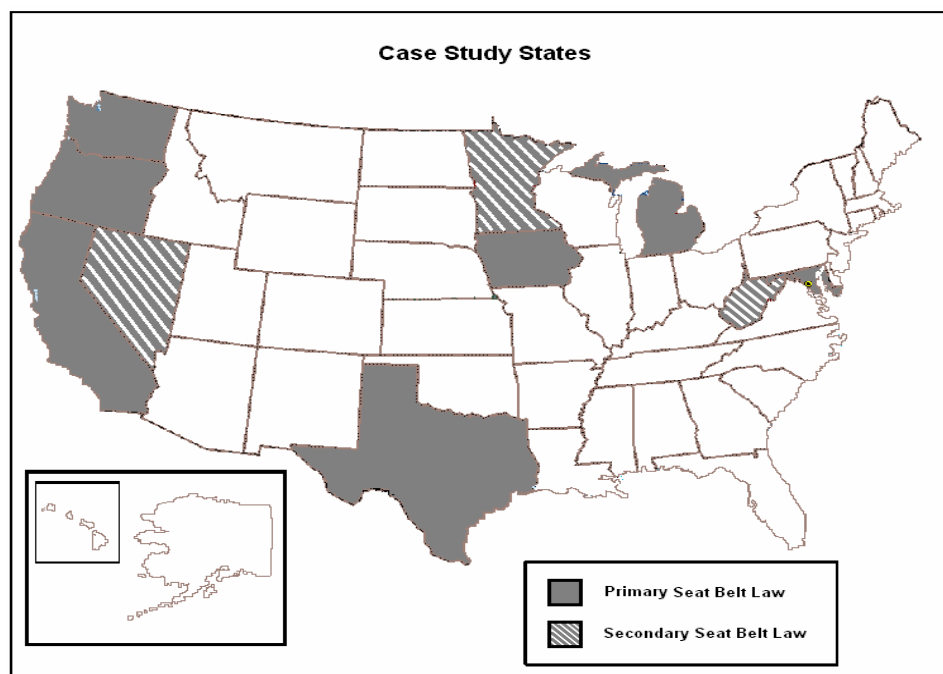 Case Study States
Primary Seat Belt Law
Secondary Seat Belt Law